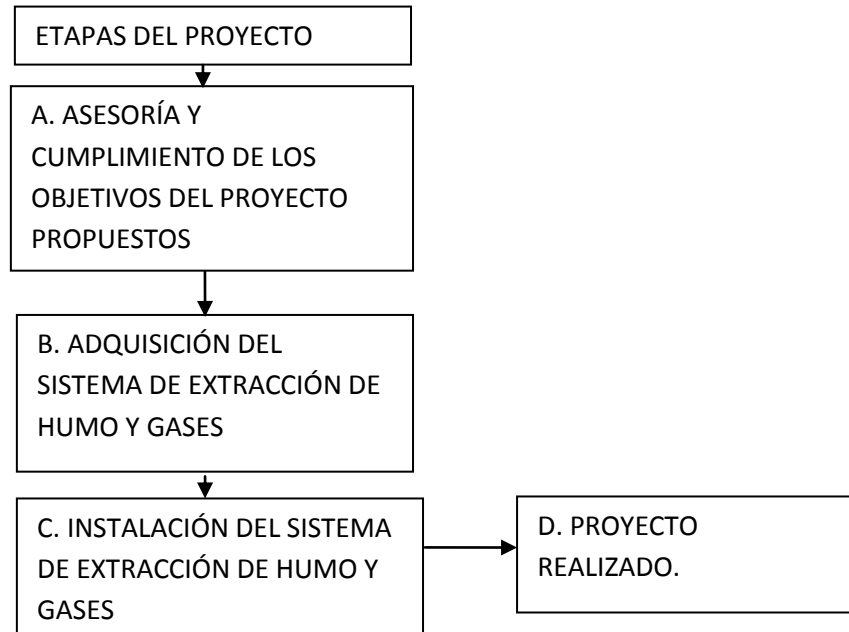 ETAPAS DEL PROYECTO
A. ASESORÍA Y
CUMPLIMIENTO DE LOS
OBJETIVOS DEL PROYECTO
PROPUESTOS
B. ADQUISICIÓN DEL
SISTEMA DE EXTRACCIÓN DE
HUMO Y GASES
C. INSTALACIÓN DEL SISTEMA
DE EXTRACCIÓN DE HUMO Y
GASES
D. PROYECTO
REALIZADO.